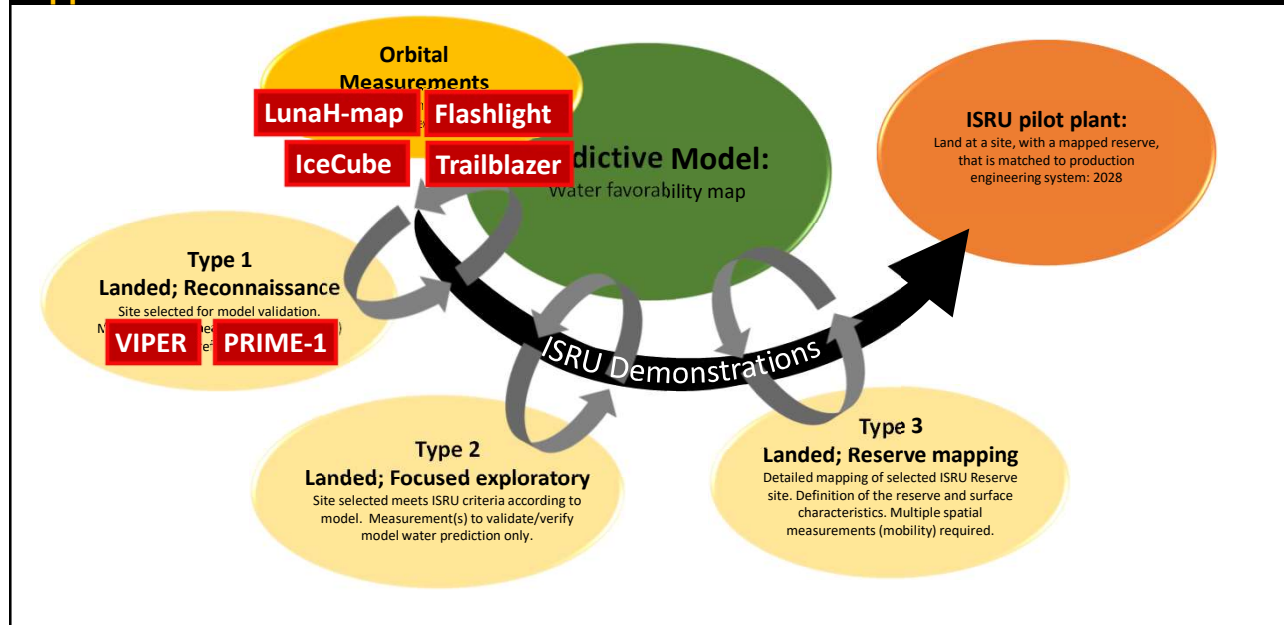 Orbital
Measurements
LunaH-map
Flashlight
IceCube
Trailblazer
dictive Model:
Water favorability map
ISRU pilot plant:
Land at a site, with a mapped reserve,
that is matched to production
engineering system: 2028
Type 1
Landed; Reconnaissance
Site selected for model validation.
VIPER
PRIME-1
ISRU Demonstrations
Type 2
Landed; Focused exploratory
Site selected meets ISRU criteria according to
model. Measurement(s) to validate/verify
model water prediction only.
Type 3
Landed; Reserve mapping
Detailed mapping of selected ISRU Reserve
site. Definition of the reserve and surface
characteristics. Multiple spatial
measurements (mobility) required.